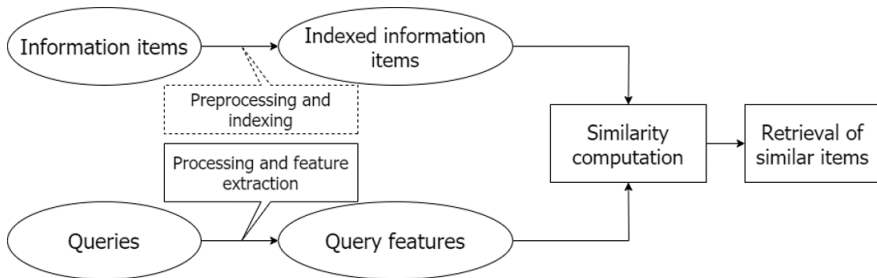 Information items
Indexed information
items
Preprocessing and
indexing
Similarity
computation
Retrieval of
similar items
Processing and feature
extraction
Queries
Query features